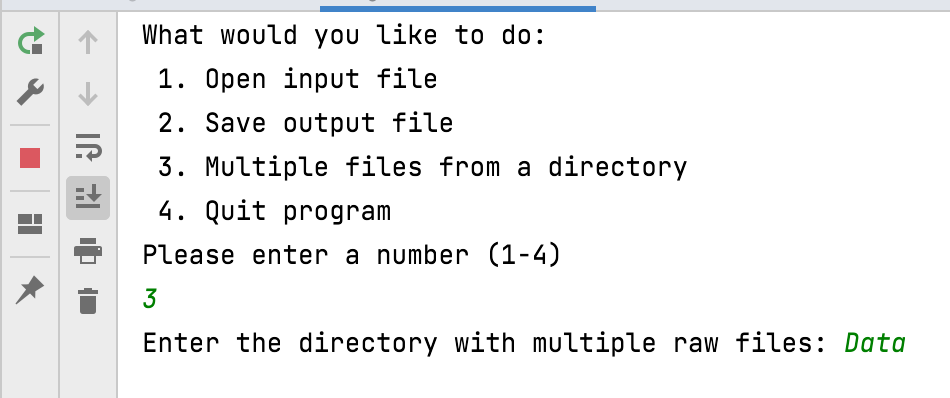 What would you like to do:
1. Open input file
2. Save output file
3. Multiple files from a directory
4. Quit program
Please enter a number (1-4)
3
Enter the directory with multiple raw files: Data